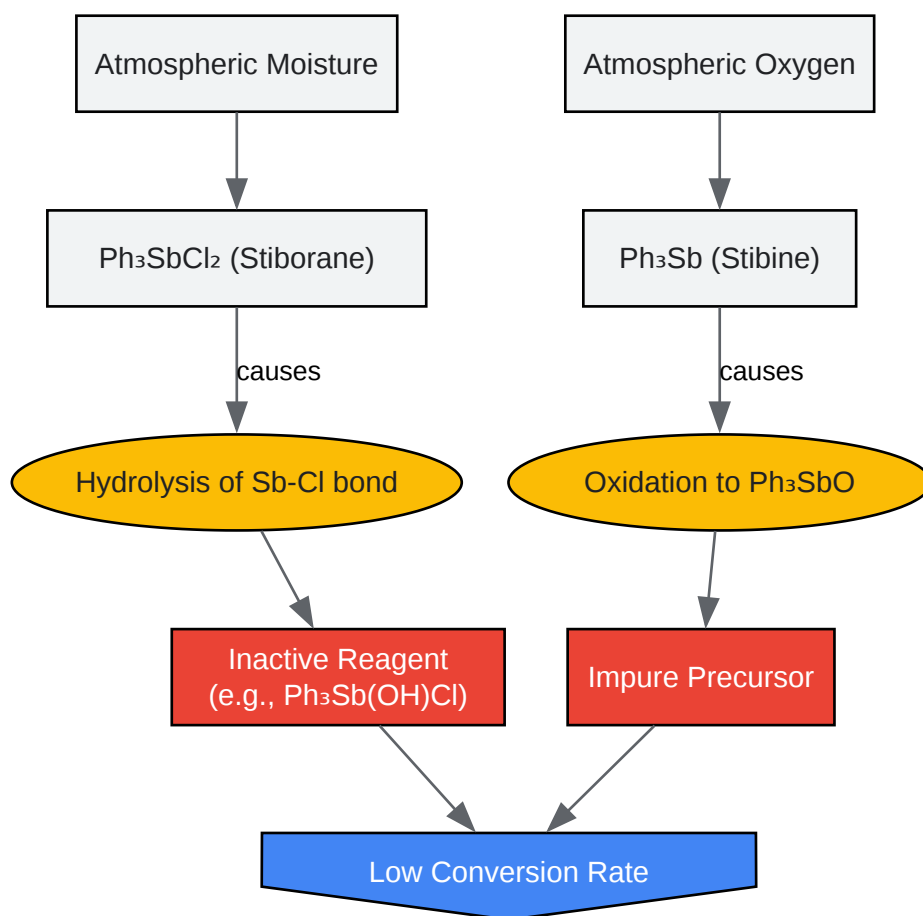 Atmospheric Moisture
Atmospheric Oxygen
Ph₃SbCl₂ (Stiborane)
Ph₃Sb (Stibine)
causes
causes
Hydrolysis of Sb-Cl bond
Oxidation to Ph₃SbO
Inactive Reagent
(e.g., Ph₃Sb(OH)Cl)
Impure Precursor
Low Conversion Rate